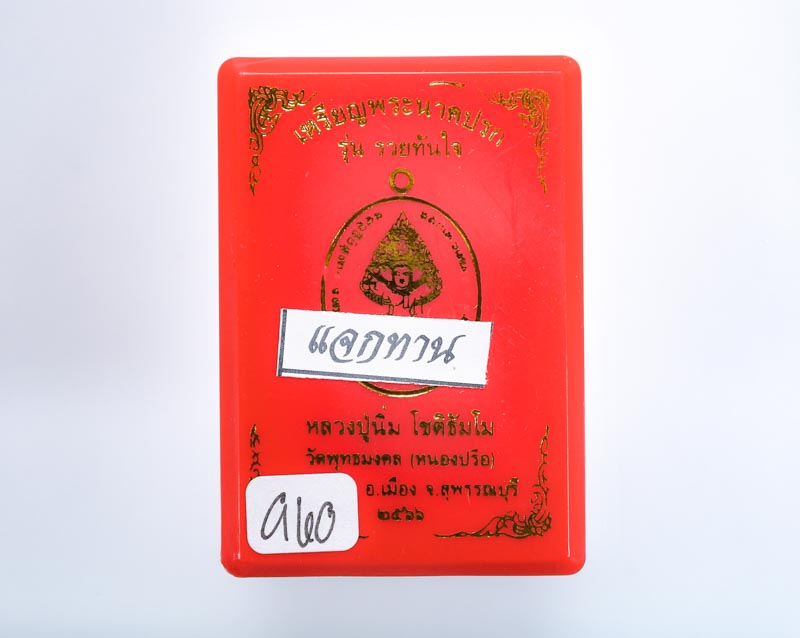 เหรียญพระนาคปรก
รุ่น รวยทันใจ
แจกทาน
หลวงปู่นิ่ม โชติธัมโม
วัดพุทธมงคล (หนองปรือ)
อ.เมือง จ.สุพรรณบุรี
๒๕๖๖